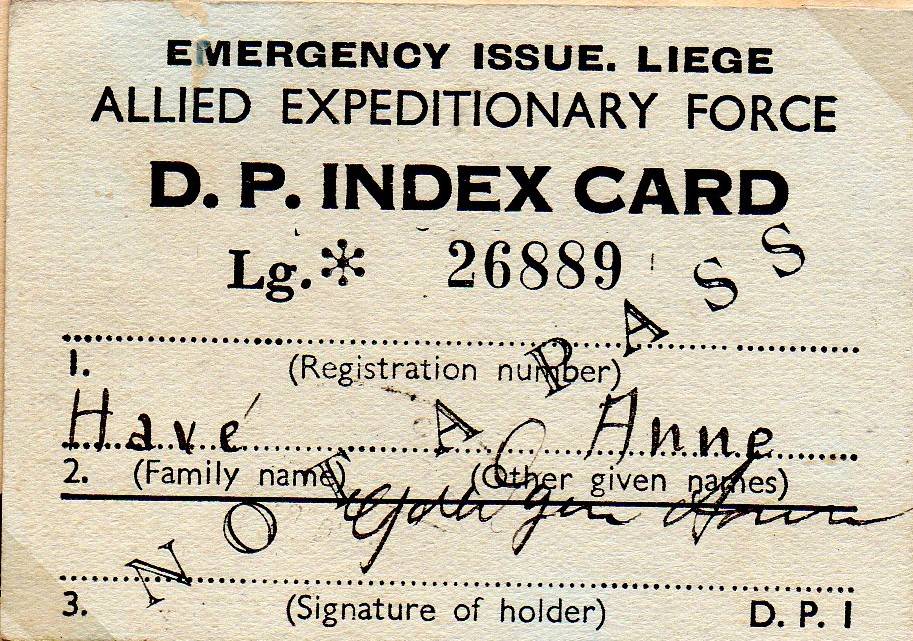 EMERGENCY ISSUE. LIEGE
ALLIED EXPEDITIONARY FORCE
D. P. INDEX CARD
Lg.* 26889
1. (Registration number)
Havé Anne
2. (Family name) (Other given names)
NOT A PASS
3. (Signature of holder) D. P. I